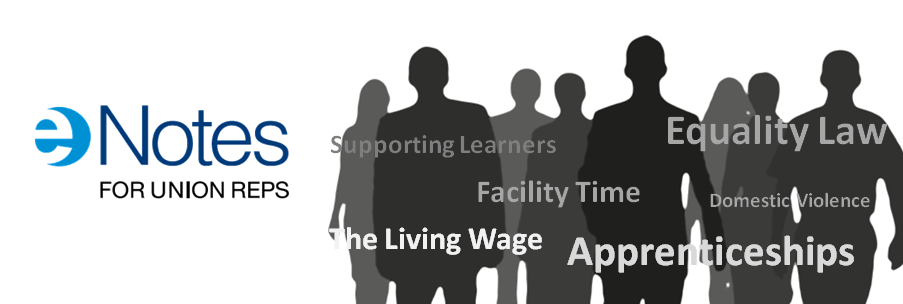 eNotes
FOR UNION REPS
Supporting Learners
Equality Law
Facility Time
Domestic Violence
The Living Wage
Apprenticeships